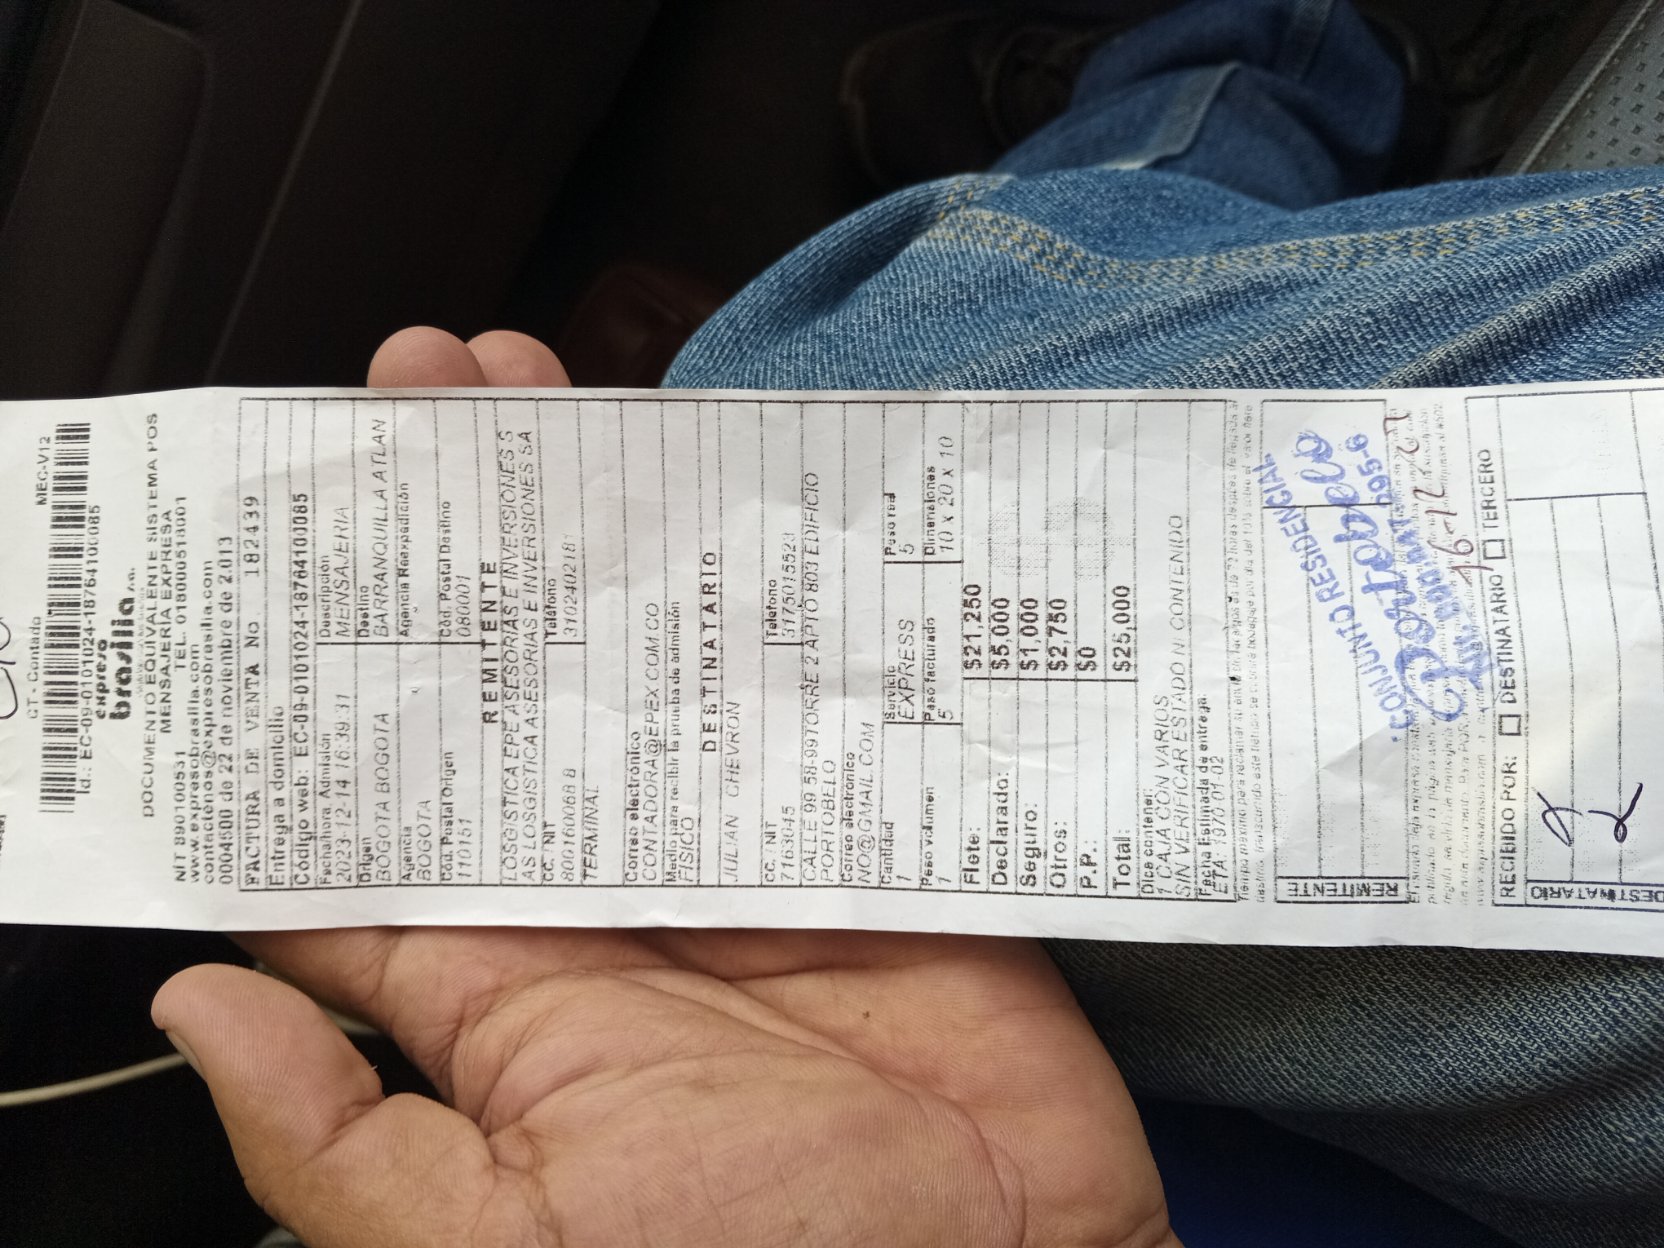 CT - Contado MEC-V12
Id.: EC-09-0101024-1876410 0085
expreso
brasilia s.a.
DOCUMENTO EQUIVALENTE SISTEMA POS
MENSAJERIA EXPRESA
NIT 890100531 TEL. 018000518001
www.expresobrasilia.com
contactenos@expresobrasilia.com
0004500 de 22 de noviembre de 2.013
FACTURA DE VENTA No. 182439
Entrega a domicilio
Código web: EC-09-0101024-18764100085
Fecha/hora Admisión
2023-12-14 16:39:31
Descripción
MENSAJERIA
Origen
BOGOTA BOGOTA
Destino
BARRANQUILLA ATLAN
Agencia
BOGOTA
Agencia Reexpedición
Cod. Postal Origen
110151
Cód. Postal Destino
080001
REMITENTE
LOSGISTICA EPE ASESORIAS E INVERSIONES S
AS LOSGISTICA ASESORIAS E INVERSIONES SA
CC. NIT
800160068 8
Teléfono
3102402181
TERMINAL
Correo electrónico
CONTADORA@EPEX.COM.CO
Medio para recibir la prueba de admisión
FISICO
DESTINATARIO
JULIAN CHEVRON
CC. NIT
7163045
Teléfono
3175015523
CALLE 99 58-99TORRE 2 APTO 803 EDIFICIO
PORTOBELO
Correo electrónico
NO@GMAIL.COM
Cantidad
1
Servicio
EXPRESS
Peso real
5
Peso volumen
1
Peso facturado
5
Dimensiones
10 x 20 x 10
Flete: $21,250
Declarado: $5,000
Seguro: $1,000
Otros: $2,750
P.P.: $0
Total: $25,000
Dice contener:
1 CAJA CON VARIOS
SIN VERIFICAR ESTADO NI CONTENIDO
Fecha Estimada de entrega:
ETA: 1970-01-02
REMITENTE
CONJUNTO RESIDENCIAL
Portobelo
16-12-
RECIBIDO POR: DESTINATARIO TERCERO
DESTINATARIO